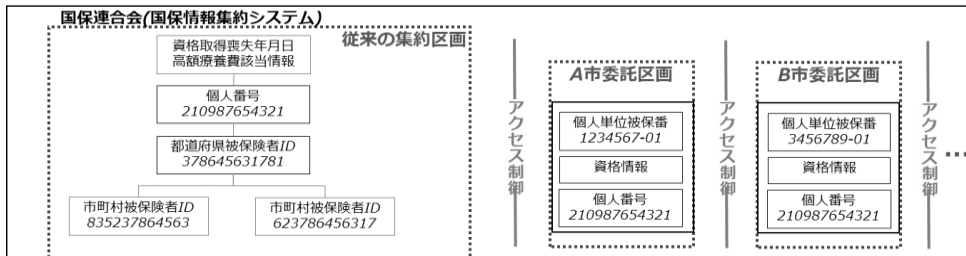 国保連合会(国保情報集約システム)
従来の集約区画
資格取得喪失年月日
高額療養費該当情報
個人番号
210987654321
都道府県被保険者ID
378645631781
市町村被保険者ID
835237864563
市町村被保険者ID
623786456317
アクセス制御
A市委託区画
個人単位被保番
1234567-01
資格情報
個人番号
210987654321
アクセス制御
B市委託区画
個人単位被保番
3456789-01
資格情報
個人番号
210987654321
アクセス制御
…